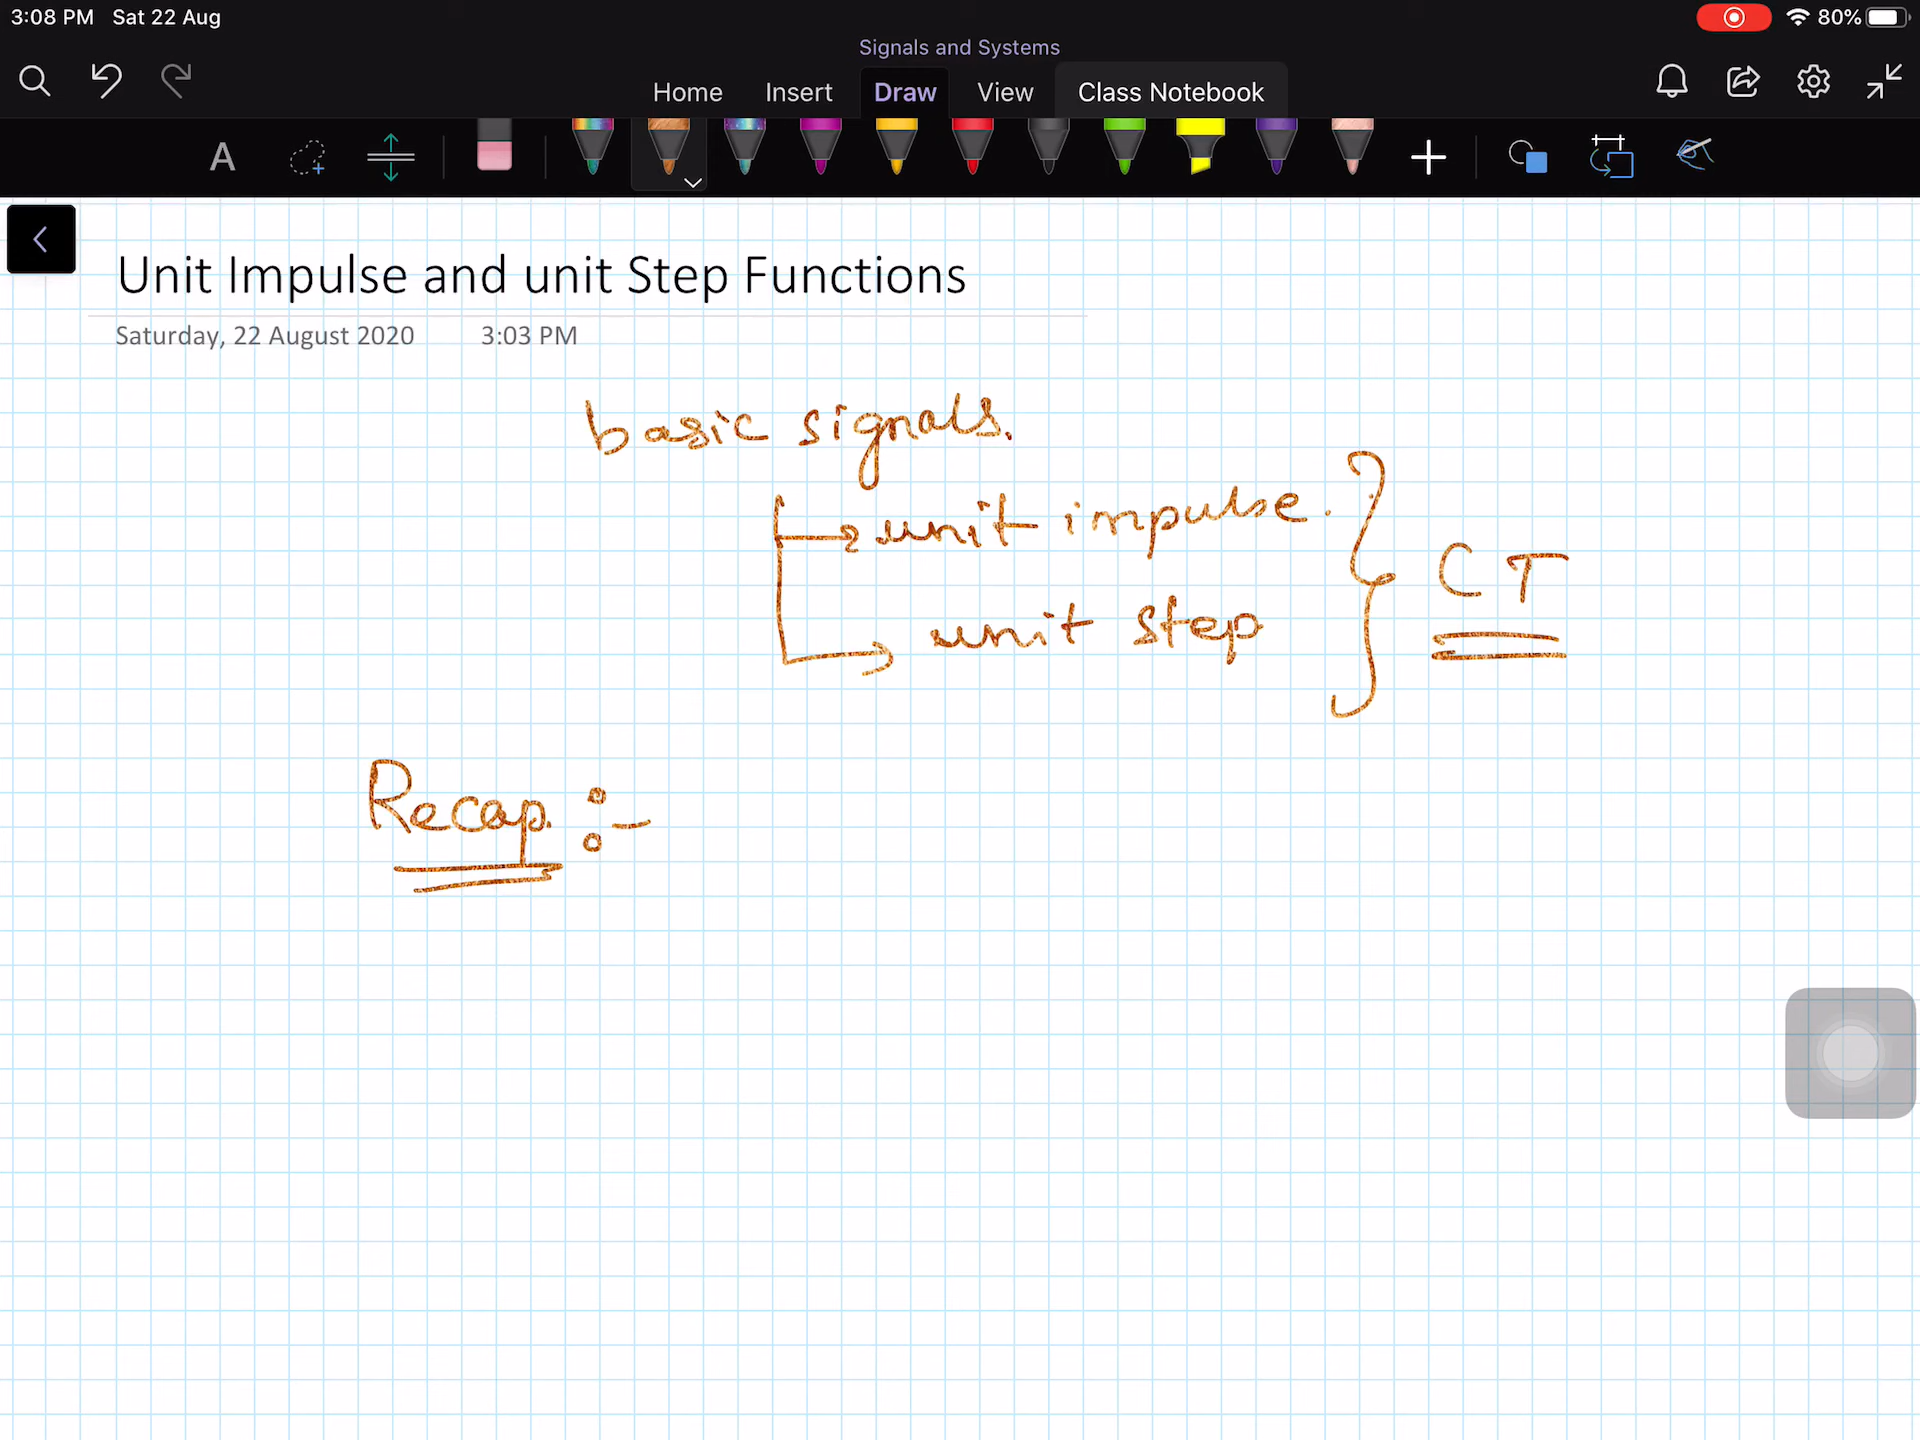 3:08 PM Sat 22 Aug 80%
Signals and Systems
Home Insert Draw View Class Notebook
A
Unit Impulse and unit Step Functions
Saturday, 22 August 2020 3:03 PM
basic signals.
unit impulse.
unit step
CT
Recap :-